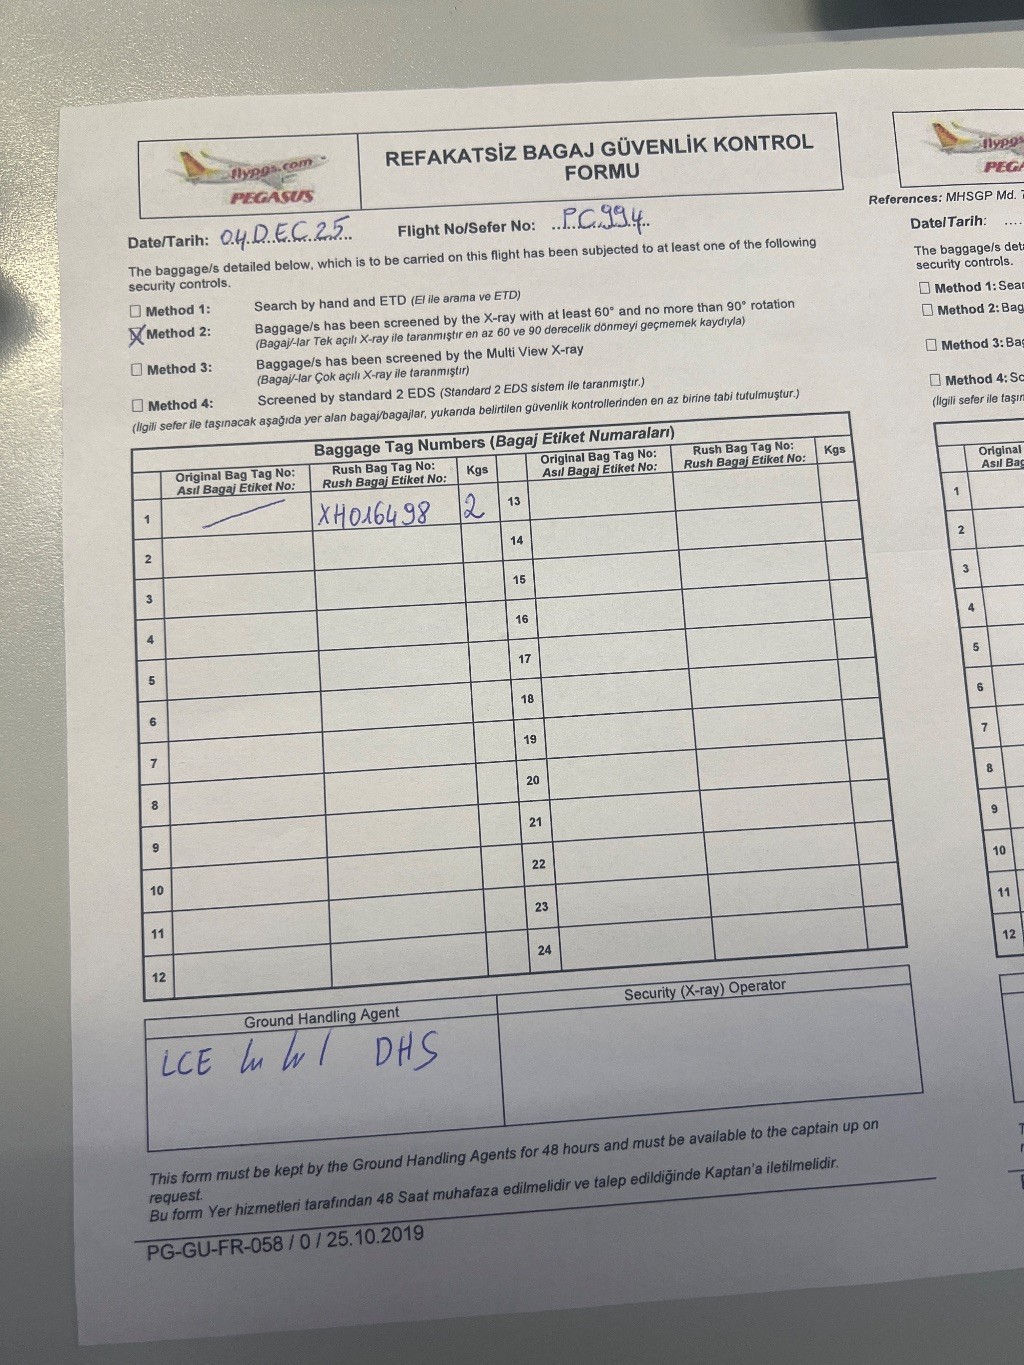 flypgs.com
PEGASUS
REFAKATSİZ BAGAJ GÜVENLİK KONTROL
FORMU
Date/Tarih: 04.DEC.25 Flight No/Sefer No: PC994
The baggage/s detailed below, which is to be carried on this flight has been subjected to at least one of the following
security controls.
Method 1: Search by hand and ETD (El ile arama ve ETD)
Method 2: Baggage/s has been screened by the X-ray with at least 60° and no more than 90° rotation
(Bagaj/-lar Tek açılı X-ray ile taranmıştır en az 60 ve 90 derecelik dönmeyi geçmemek kaydıyla)
Method 3: Baggage/s has been screened by the Multi View X-ray
(Bagaj/-lar Çok açılı X-ray ile taranmıştır)
Method 4: Screened by standard 2 EDS (Standard 2 EDS sistem ile taranmıştır.)
(İlgili sefer ile taşınacak aşağıda yer alan bagaj/bagajlar, yukarıda belirtilen güvenlik kontrollerinden en az birine tabi tutulmuştur.)
Baggage Tag Numbers (Bagaj Etiket Numaraları)
Original Bag Tag No: Rush Bag Tag No: Kgs Original Bag Tag No: Rush Bag Tag No: Kgs
Asıl Bagaj Etiket No: Rush Bagaj Etiket No: Asıl Bagaj Etiket No: Rush Bagaj Etiket No:
1 XH016498 2 13
2 14
3 15
4 16
5 17
6 18
7 19
8 20
9 21
10 22
11 23
12 24
Ground Handling Agent Security (X-ray) Operator
LCE DHS
This form must be kept by the Ground Handling Agents for 48 hours and must be available to the captain up on
request.
Bu form Yer hizmetleri tarafından 48 Saat muhafaza edilmelidir ve talep edildiğinde Kaptan'a iletilmelidir.
PG-GU-FR-058 / 0 / 25.10.2019
References: MHSGP Md.
Date/Tarih: ....
The baggage/s
security controls.
Method 1:
Method 2:
Method 3:
Method 4:
(İlgili sefer ile
Original
Asıl
1
2
3
4
5
6
7
8
9
10
11
12